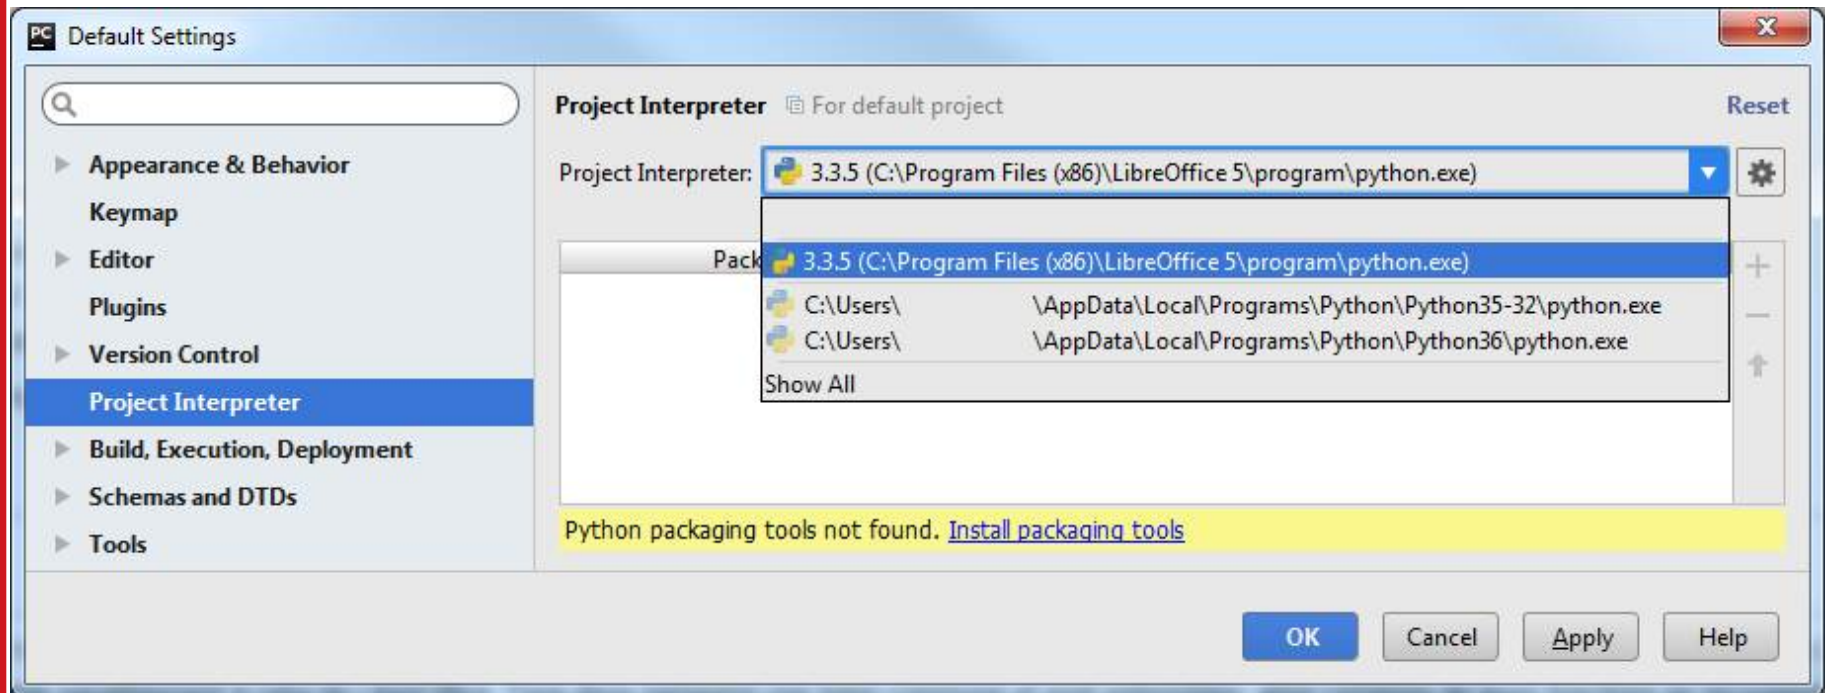 PC Default Settings
Project Interpreter For default project Reset
Appearance & Behavior
Keymap
Editor
Plugins
Version Control
Project Interpreter
Build, Execution, Deployment
Schemas and DTDs
Tools
Project Interpreter: 3.3.5 (C:\Program Files (x86)\LibreOffice 5\program\python.exe)
Pack
3.3.5 (C:\Program Files (x86)\LibreOffice 5\program\python.exe)
C:\Users\ \AppData\Local\Programs\Python\Python35-32\python.exe
C:\Users\ \AppData\Local\Programs\Python\Python36\python.exe
Show All
Python packaging tools not found. Install packaging tools
OK Cancel Apply Help